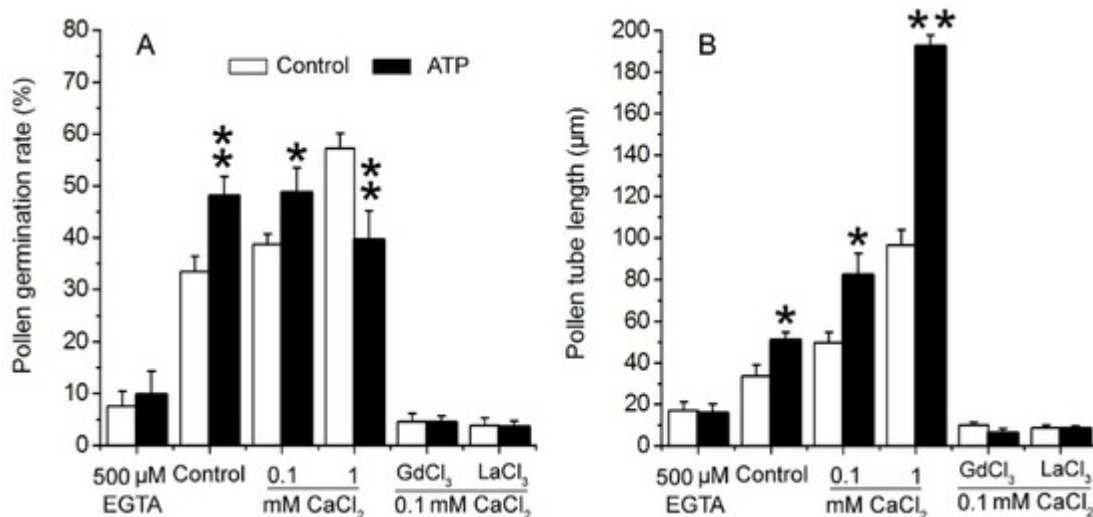 A
Control ATP
Pollen germination rate (%)
80
70
60
50
40
30
20
10
0
** * **
500 µM EGTA
Control
0.1 1
mM CaCl₂
GdCl₃ LaCl₃
0.1 mM CaCl₂
B
Pollen tube length (µm)
200
180
160
140
120
100
80
60
40
20
0
* * **
500 µM EGTA
Control
0.1 1
mM CaCl₂
GdCl₃ LaCl₃
0.1 mM CaCl₂